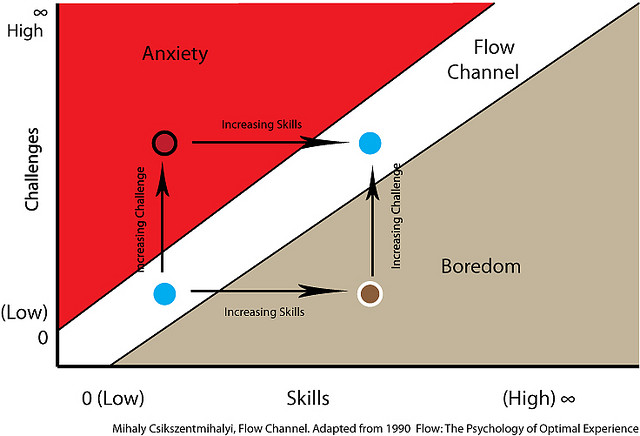 ∞
High
Anxiety
Flow
Channel
Increasing Skills
Challenges
Increasing Challenge
Increasing Challenge
Boredom
Increasing Skills
(Low)
0
0 (Low)
Skills
(High) ∞
Mihaly Csikszentmihalyi, Flow Channel. Adapted from 1990 Flow: The Psychology of Optimal Experience